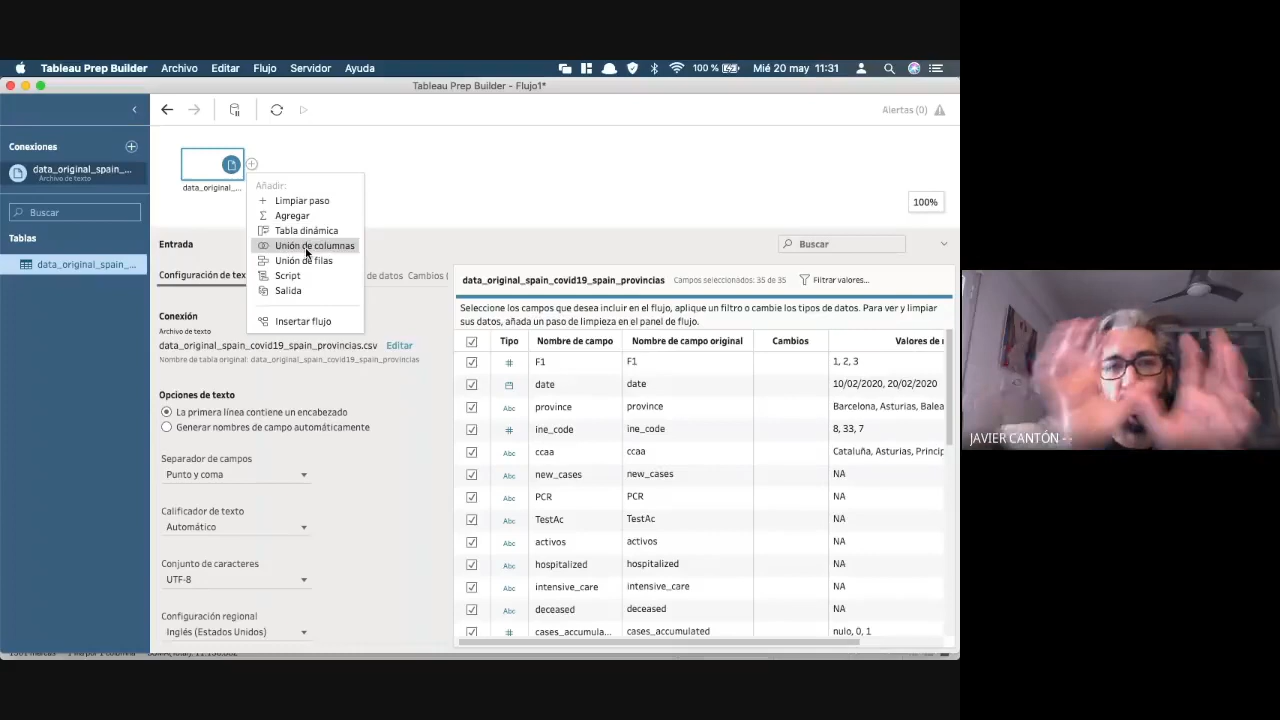 Tableau Prep Builder Archivo Editar Flujo Servidor Ayuda 100 % Mié 20 may 11:31
Tableau Prep Builder - Flujo1*
Alertas (0)
Conexiones
data_original_spain_...
Archivo de texto
Buscar
Tablas
data_original_spain_...
data_original_...
Añadir:
Limpiar paso
Agregar
Tabla dinámica
Unión de columnas
Unión de filas
Script
Salida
Insertar flujo
100%
Entrada
Buscar
Configuración de tex
de datos
Cambios (
Conexión
Archivo de texto
data_original_spain_covid19_spain_provincias.csv Editar
Nombre de tabla original: data_original_spain_covid19_spain_provincias
Opciones de texto
La primera línea contiene un encabezado
Generar nombres de campo automáticamente
Separador de campos
Punto y coma
Calificador de texto
Automático
Conjunto de caracteres
UTF-8
Configuración regional
Inglés (Estados Unidos)
data_original_spain_covid19_spain_provincias Campos seleccionados: 35 de 35 Filtrar valores...
Seleccione los campos que desea incluir en el flujo, aplique un filtro o cambie los tipos de datos. Para ver y limpiar
sus datos, añada un paso de limpieza en el panel de flujo.
Tipo Nombre de campo Nombre de campo original Cambios Valores de
# F1 F1 1, 2, 3
date date 10/02/2020, 20/02/2020
Abc province province Barcelona, Asturias, Balea
# ine_code ine_code 8, 33, 7
Abc ccaa ccaa Cataluña, Asturias, Princip
Abc new_cases new_cases NA
Abc PCR PCR NA
Abc TestAc TestAc NA
Abc activos activos NA
Abc hospitalized hospitalized NA
Abc intensive_care intensive_care NA
Abc deceased deceased NA
# cases_accumula... cases_accumulated nulo, 0, 1
JAVIER CANTÓN - -